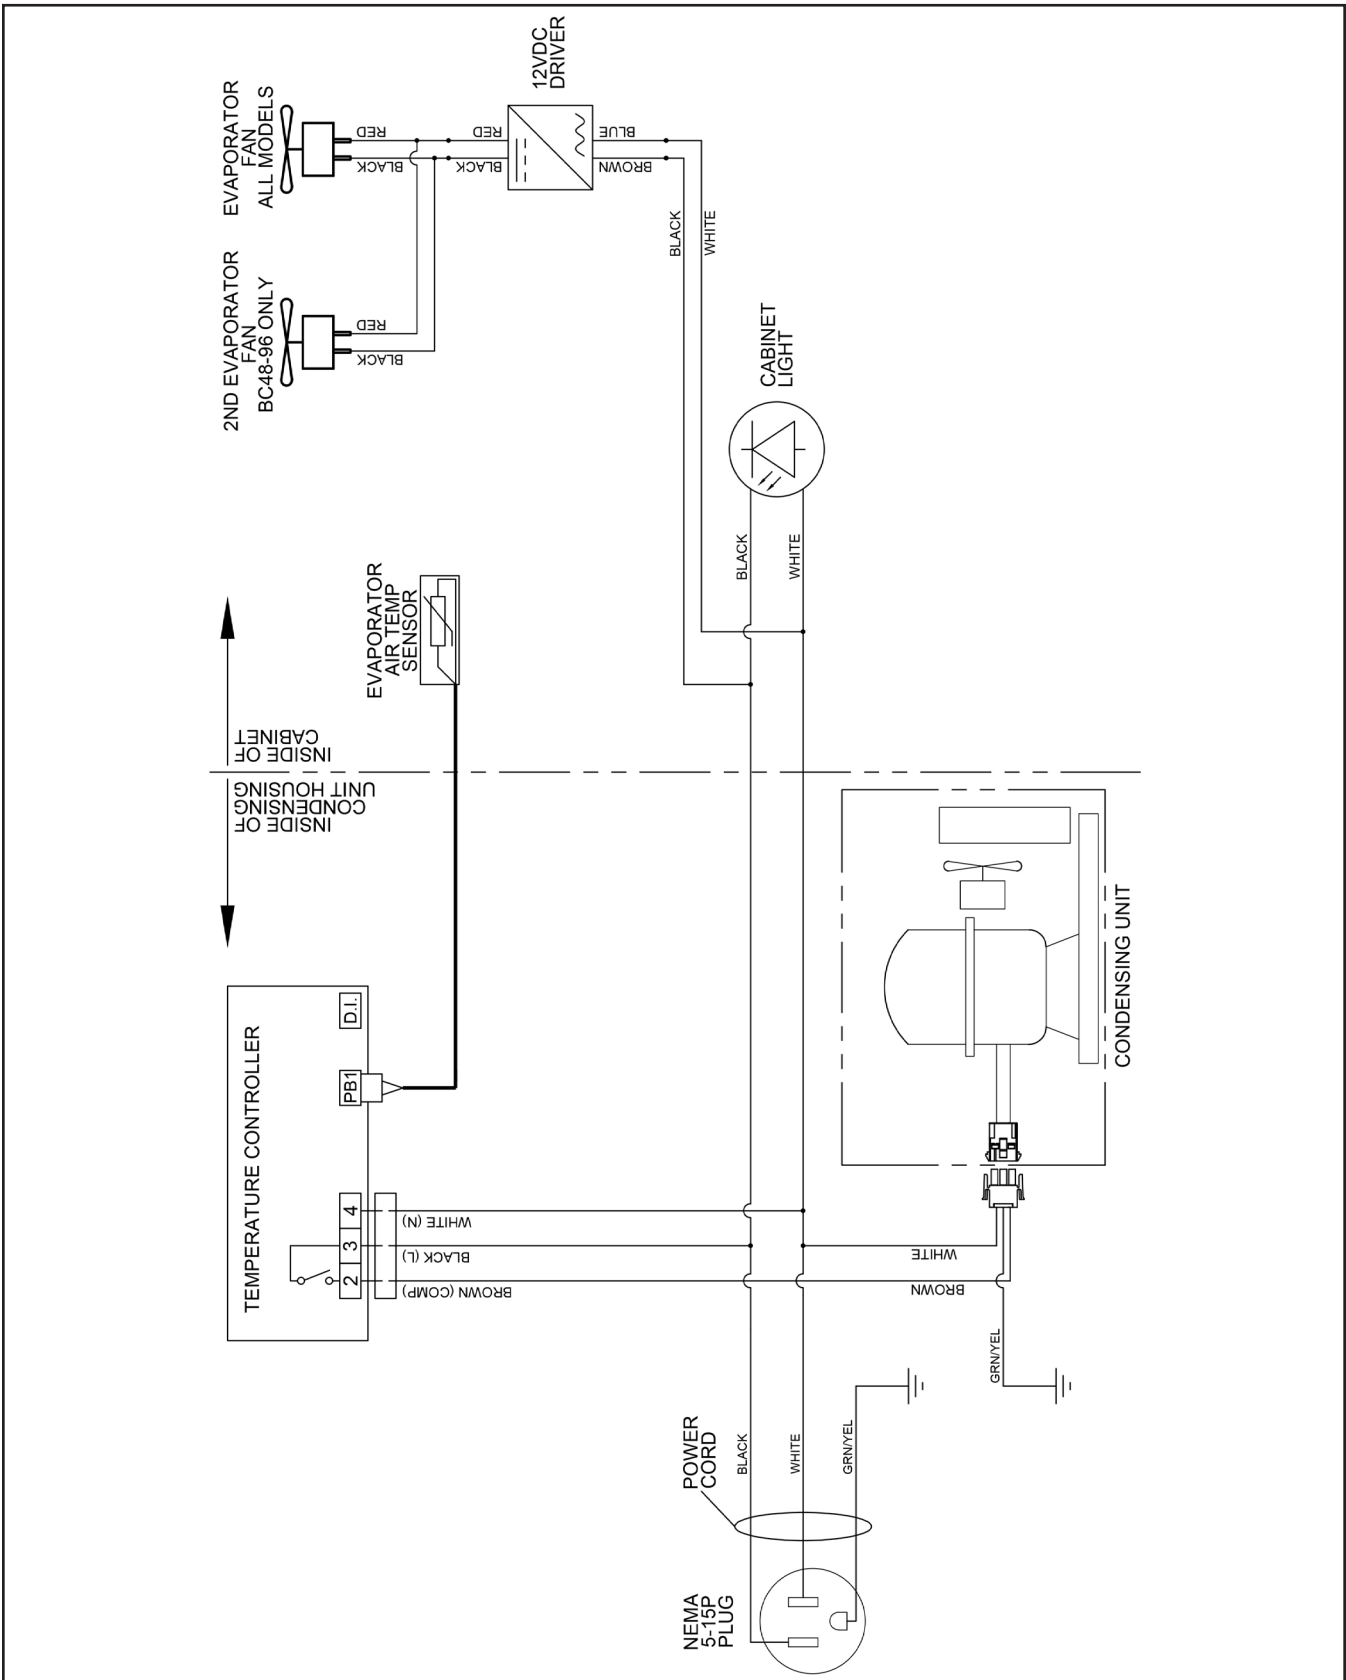 12VDC
DRIVER
EVAPORATOR
FAN
ALL MODELS
RED
BLACK
RED
BLACK
BLUE
BROWN
BLACK
WHITE
2ND EVAPORATOR
FAN
BC48-96 ONLY
RED
BLACK
CABINET
LIGHT
BLACK
WHITE
EVAPORATOR
AIR TEMP
SENSOR
INSIDE OF
CABINET
INSIDE OF
CONDENSING
UNIT HOUSING
TEMPERATURE CONTROLLER
D.I.
PB1
4
3
2
WHITE (N)
BLACK (L)
BROWN (COMP)
CONDENSING UNIT
WHITE
BROWN
GRN/YEL
POWER
CORD
BLACK
WHITE
GRN/YEL
NEMA
5-15P
PLUG